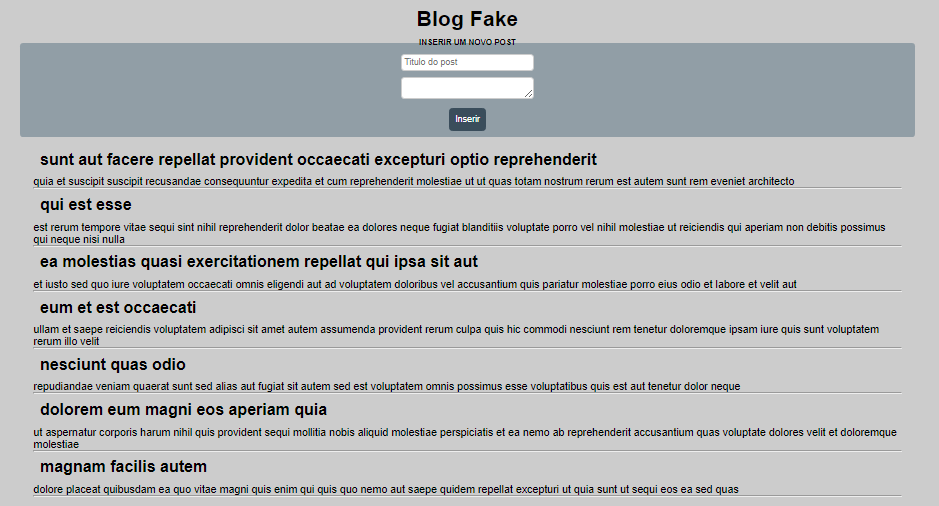 Blog Fake
INSERIR UM NOVO POST
Titulo do post
Inserir
sunt aut facere repellat provident occaecati excepturi optio reprehenderit
quia et suscipit suscipit recusandae consequuntur expedita et cum reprehenderit molestiae ut ut quas totam nostrum rerum est autem sunt rem eveniet architecto
qui est esse
est rerum tempore vitae sequi sint nihil reprehenderit dolor beatae ea dolores neque fugiat blanditiis voluptate porro vel nihil molestiae ut reiciendis qui aperiam non debitis possimus
qui neque nisi nulla
ea molestias quasi exercitationem repellat qui ipsa sit aut
et iusto sed quo iure voluptatem occaecati omnis eligendi aut ad voluptatem doloribus vel accusantium quis pariatur molestiae porro eius odio et labore et velit aut
eum et est occaecati
ullam et saepe reiciendis voluptatem adipisci sit amet autem assumenda provident rerum culpa quis hic commodi nesciunt rem tenetur doloremque ipsam iure quis sunt voluptatem
rerum illo velit
nesciunt quas odio
repudiandae veniam quaerat sunt sed alias aut fugiat sit autem sed est voluptatem omnis possimus esse voluptatibus quis est aut tenetur dolor neque
dolorem eum magni eos aperiam quia
ut aspernatur corporis harum nihil quis provident sequi mollitia nobis aliquid molestiae perspiciatis et ea nemo ab reprehenderit accusantium quas voluptate dolores velit et doloremque
molestiae
magnam facilis autem
dolore placeat quibusdam ea quo vitae magni quis enim qui quis quo nemo aut saepe quidem repellat excepturi ut quia sunt ut sequi eos ea sed quas